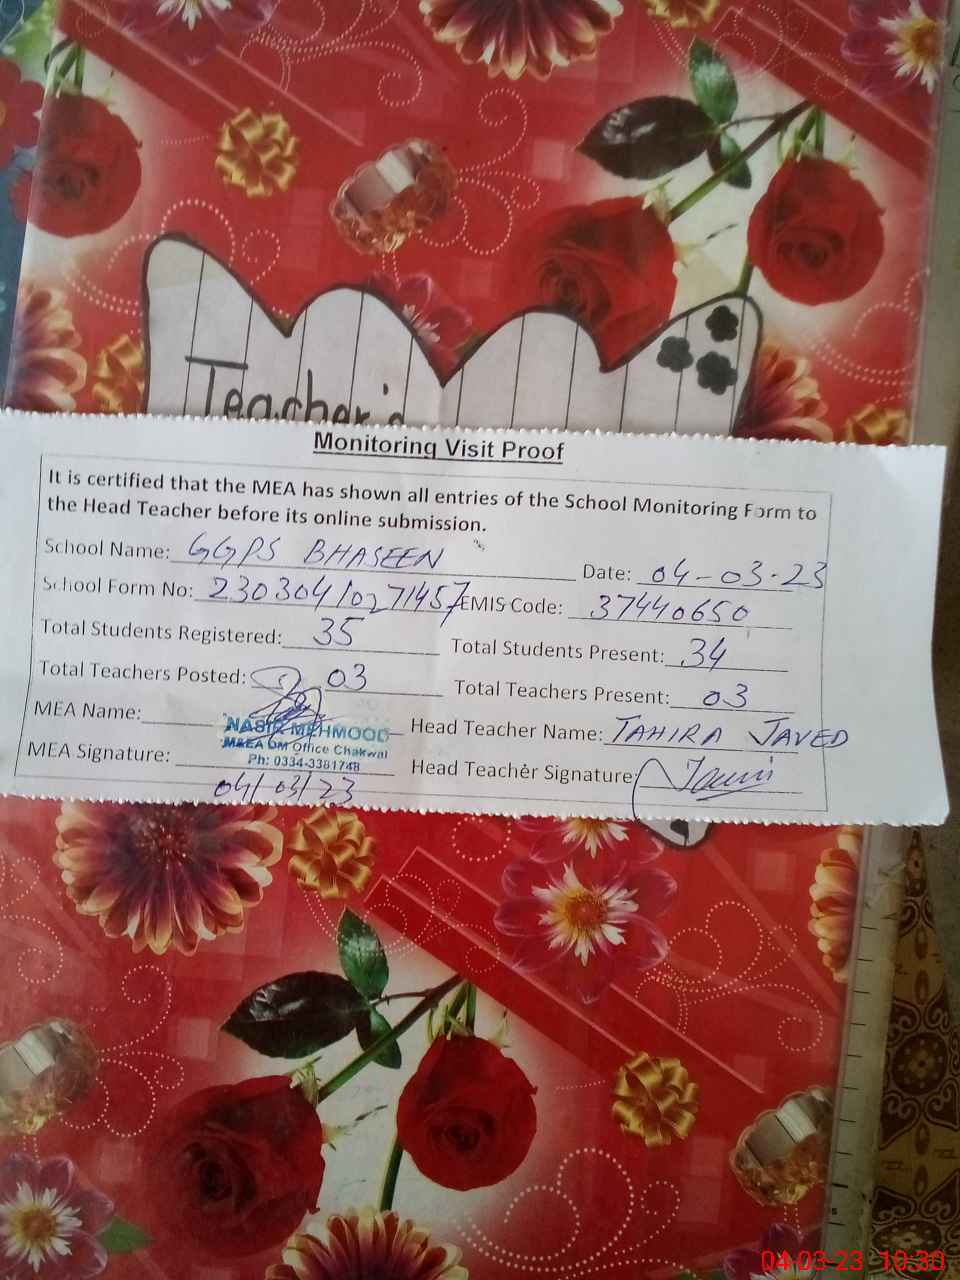 Teacher's
Monitoring Visit Proof
It is certified that the MEA has shown all entries of the School Monitoring Form to
the Head Teacher before its online submission.
School Name: GGPS BHASEEN Date: 04-03-23
School Form No: 230304/0271457 EMIS Code: 37440650
Total Students Registered: 35 Total Students Present: 34
Total Teachers Posted: 03 Total Teachers Present: 03
MEA Name: NASIR MEHMOOD Head Teacher Name: TAHIRA JAVED
M&EA DM Office Chakwal
Ph: 0334-3381748
MEA Signature: Head Teacher Signature:
04/03/23
04-03-23 10:30